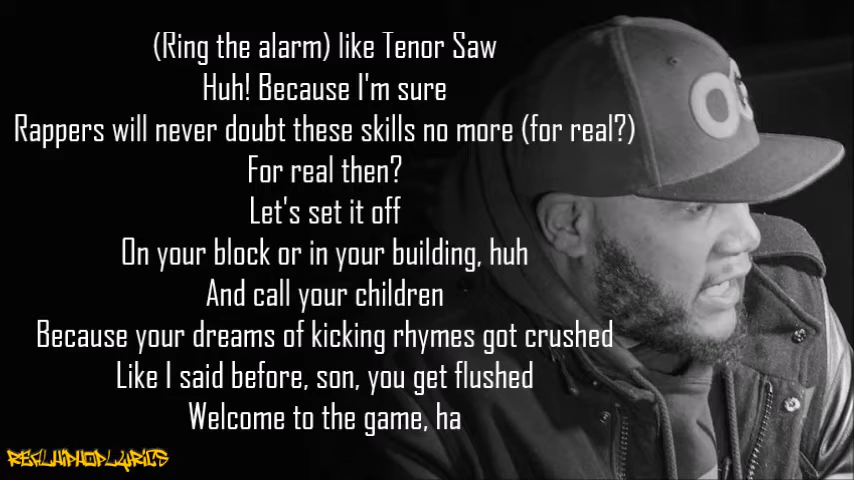 (Ring the alarm) like Tenor Saw
Huh! Because I'm sure
Rappers will never doubt these skills no more (for real?)
For real then?
Let's set it off
On your block or in your building, huh
And call your children
Because your dreams of kicking rhymes got crushed
Like I said before, son, you get flushed
Welcome to the game, ha
REALHIPHOPLYRICS